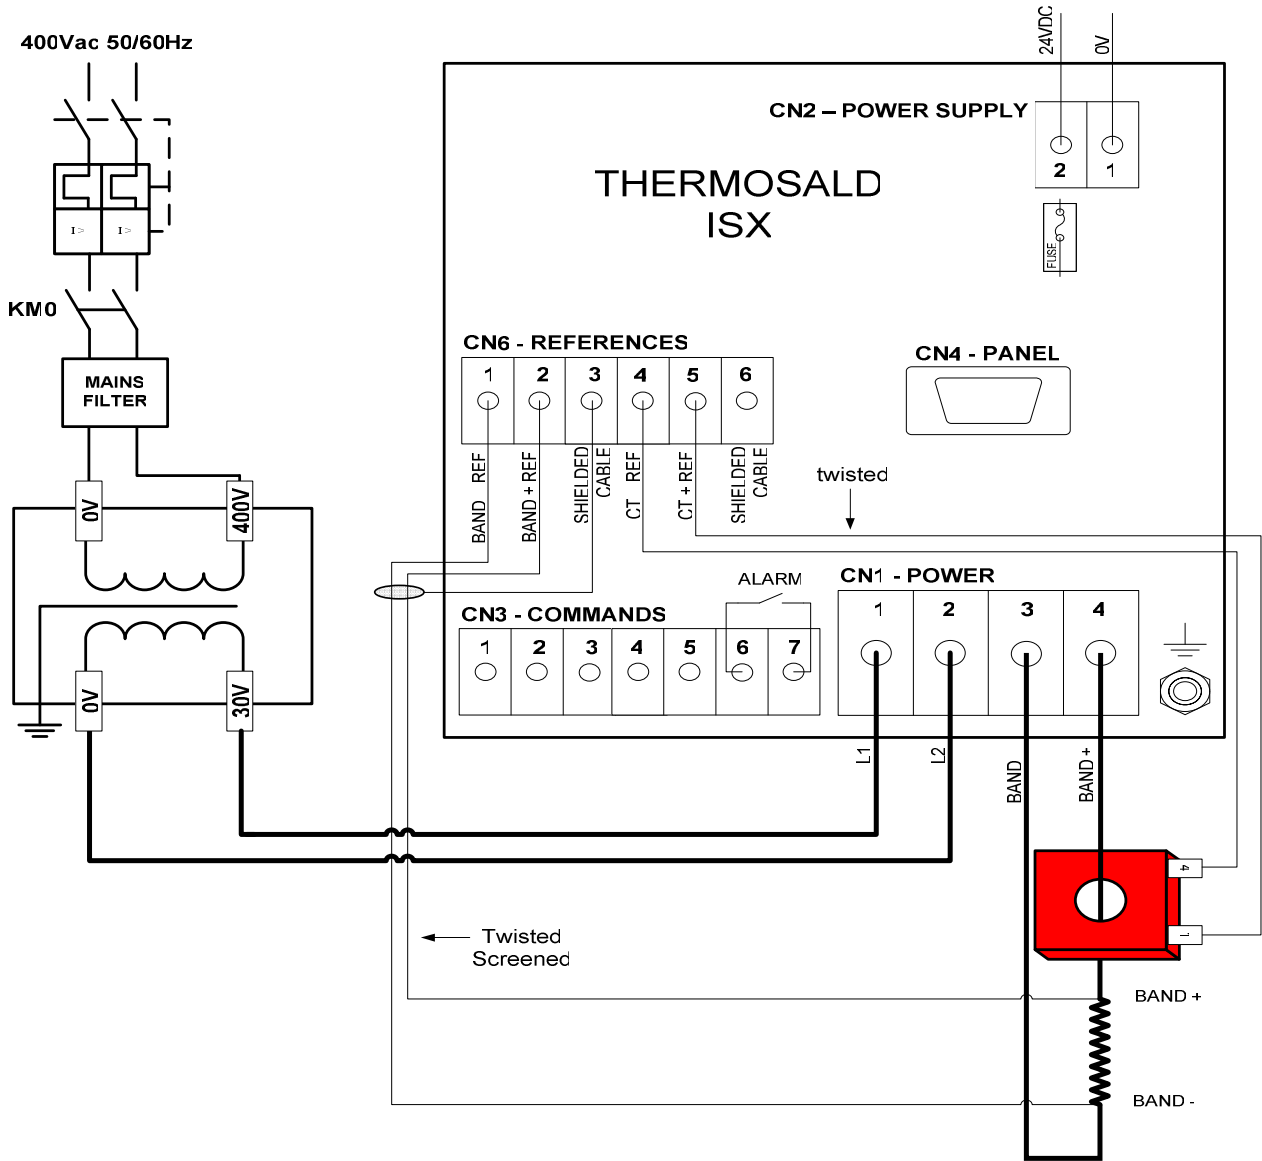 400Vac 50/60Hz
I >
I >
KM0
MAINS
FILTER
0V
400V
0V
30V
24VDC
0V
CN2 – POWER SUPPLY
2
1
FUSE
THERMOSALD
ISX
CN6 - REFERENCES
1
2
3
4
5
6
BAND REF
BAND + REF
SHIELDED
CABLE
CT REF
CT + REF
SHIELDED
CABLE
CN4 - PANEL
twisted
ALARM
CN3 - COMMANDS
1
2
3
4
5
6
7
CN1 - POWER
1
2
3
4
L1
L2
BAND
BAND +
4
1
Twisted
Screened
BAND +
BAND -